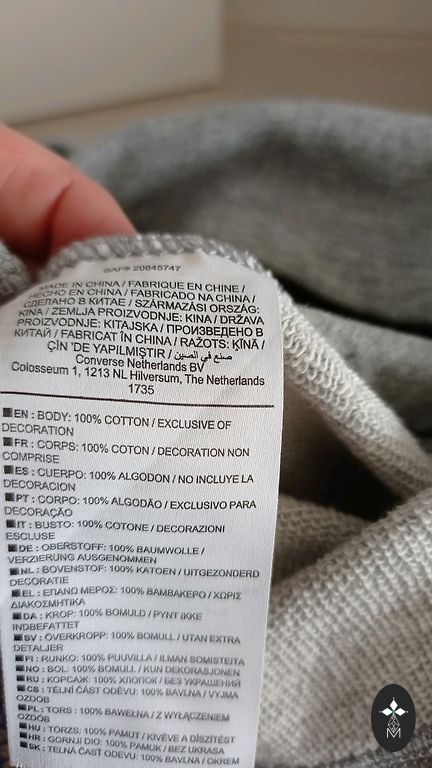 BAF# 20845747
MADE IN CHINA / FABRIQUE EN CHINE /
HECHO EN CHINA / FABRICADO NA CHINA /
СДЕЛАНО В КИТАЕ / SZÁRMAZÁSI ORSZÁG:
KÍNA / ZEMLJA PROIZVODNJE: KINA / DRŽAVA
PROIZVODNJE: KITAJSKA / ПРОИЗВЕДЕНО В
КИТАЙ / FABRICAT ÎN CHINA / RAŽOTS: ĶĪNĀ /
ÇİN 'DE YAPILMIŞTIR / صنع في الصين
Converse Netherlands BV
Colosseum 1, 1213 NL Hilversum, The Netherlands
1735
EN : BODY: 100% COTTON / EXCLUSIVE OF
DECORATION
FR : CORPS: 100% COTON / DECORATION NON
COMPRISE
ES : CUERPO: 100% ALGODON / NO INCLUYE LA
DECORACION
PT : CORPO: 100% ALGODÃO / EXCLUSIVO PARA
DECORAÇÃO
IT : BUSTO: 100% COTONE / DECORAZIONI
ESCLUSE
DE : OBERSTOFF: 100% BAUMWOLLE /
VERZIERUNG AUSGENOMMEN
NL : BOVENSTOF: 100% KATOEN / UITGEZONDERD
DECORATIE
EL : ΕΠΑΝΩ ΜΕΡΟΣ: 100% ΒΑΜΒΑΚΕΡΟ / ΧΩΡΙΣ
ΔΙΑΚΟΣΜΗΤΙΚΑ
DA : KROP: 100% BOMULD / PYNT IKKE
INDBEFATTET
SV : ÖVERKROPP: 100% BOMULL / UTAN EXTRA
DETALJER
FI : RUNKO: 100% PUUVILLA / ILMAN SOMISTEITA
NO : BOL: 100% BOMULL / KUN DEKORASJONEN
RU : КОРСАЖ: 100% ХЛОПОК / БЕЗ УКРАШЕНИЙ
CS : TĚLNÍ ČÁST ODĚVU: 100% BAVLNA / VYJMA
OZDOB
PL : TORS : 100% BAWEŁNA / Z WYŁĄCZENIEM
OZDÓB
HU : TÖRZS: 100% PAMUT / KIVÉVE A DÍSZÍTÉST
HR : GORNJI DIO: 100% PAMUK / BEZ UKRASA
SK : TELNÁ ČASŤ ODEVU: 100% BAVLNA / OKREM